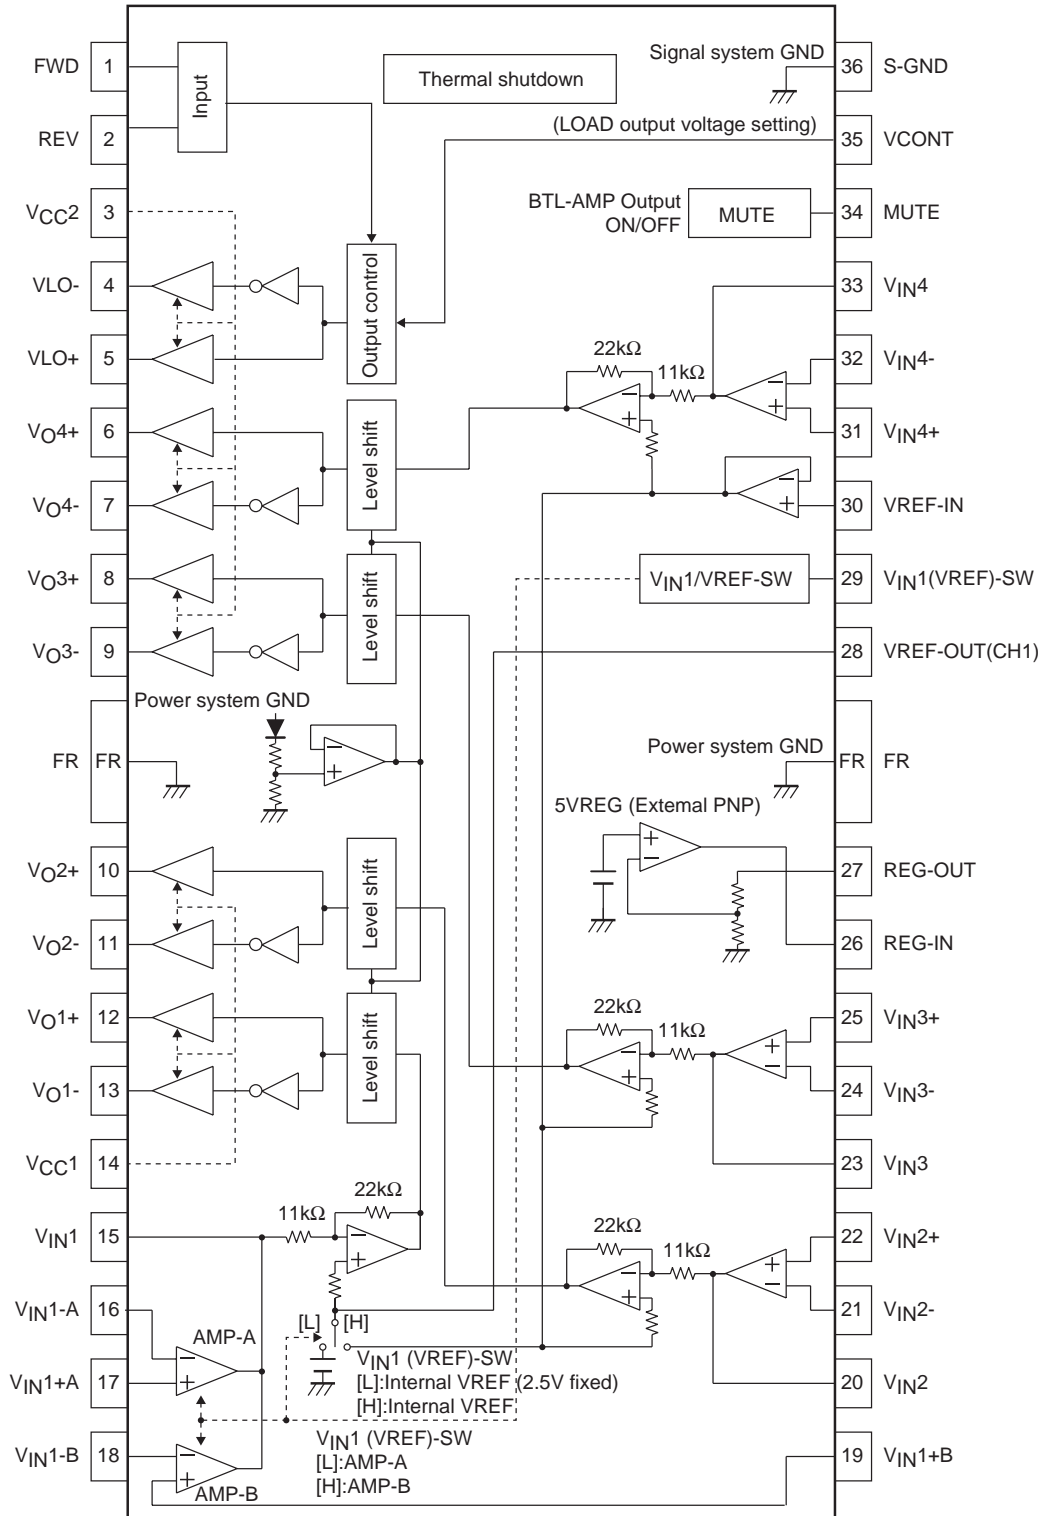 FWD 1
REV 2
VCC2 3
VLO- 4
VLO+ 5
VO4+ 6
VO4- 7
VO3+ 8
VO3- 9
FR FR
VO2+ 10
VO2- 11
VO1+ 12
VO1- 13
VCC1 14
VIN1 15
VIN1-A 16
VIN1+A 17
VIN1-B 18
Input
Thermal shutdown
Signal system GND
(LOAD output voltage setting)
BTL-AMP Output
ON/OFF
MUTE
Output control
Level shift
22kΩ
11kΩ
− +
− +
− +
Level shift
VIN1/VREF-SW
Power system GND
− +
Power system GND
5VREG (External PNP)
+ −
Level shift
Level shift
22kΩ
11kΩ
− +
+ −
22kΩ
11kΩ
− +
22kΩ
11kΩ
− +
+ −
[L] [H]
AMP-A
− +
VIN1 (VREF)-SW
[L]:Internal VREF (2.5V fixed)
[H]:Internal VREF
VIN1 (VREF)-SW
[L]:AMP-A
[H]:AMP-B
− +
AMP-B
36 S-GND
35 VCONT
34 MUTE
33 VIN4
32 VIN4-
31 VIN4+
30 VREF-IN
29 VIN1(VREF)-SW
28 VREF-OUT(CH1)
FR FR
27 REG-OUT
26 REG-IN
25 VIN3+
24 VIN3-
23 VIN3
22 VIN2+
21 VIN2-
20 VIN2
19 VIN1+B